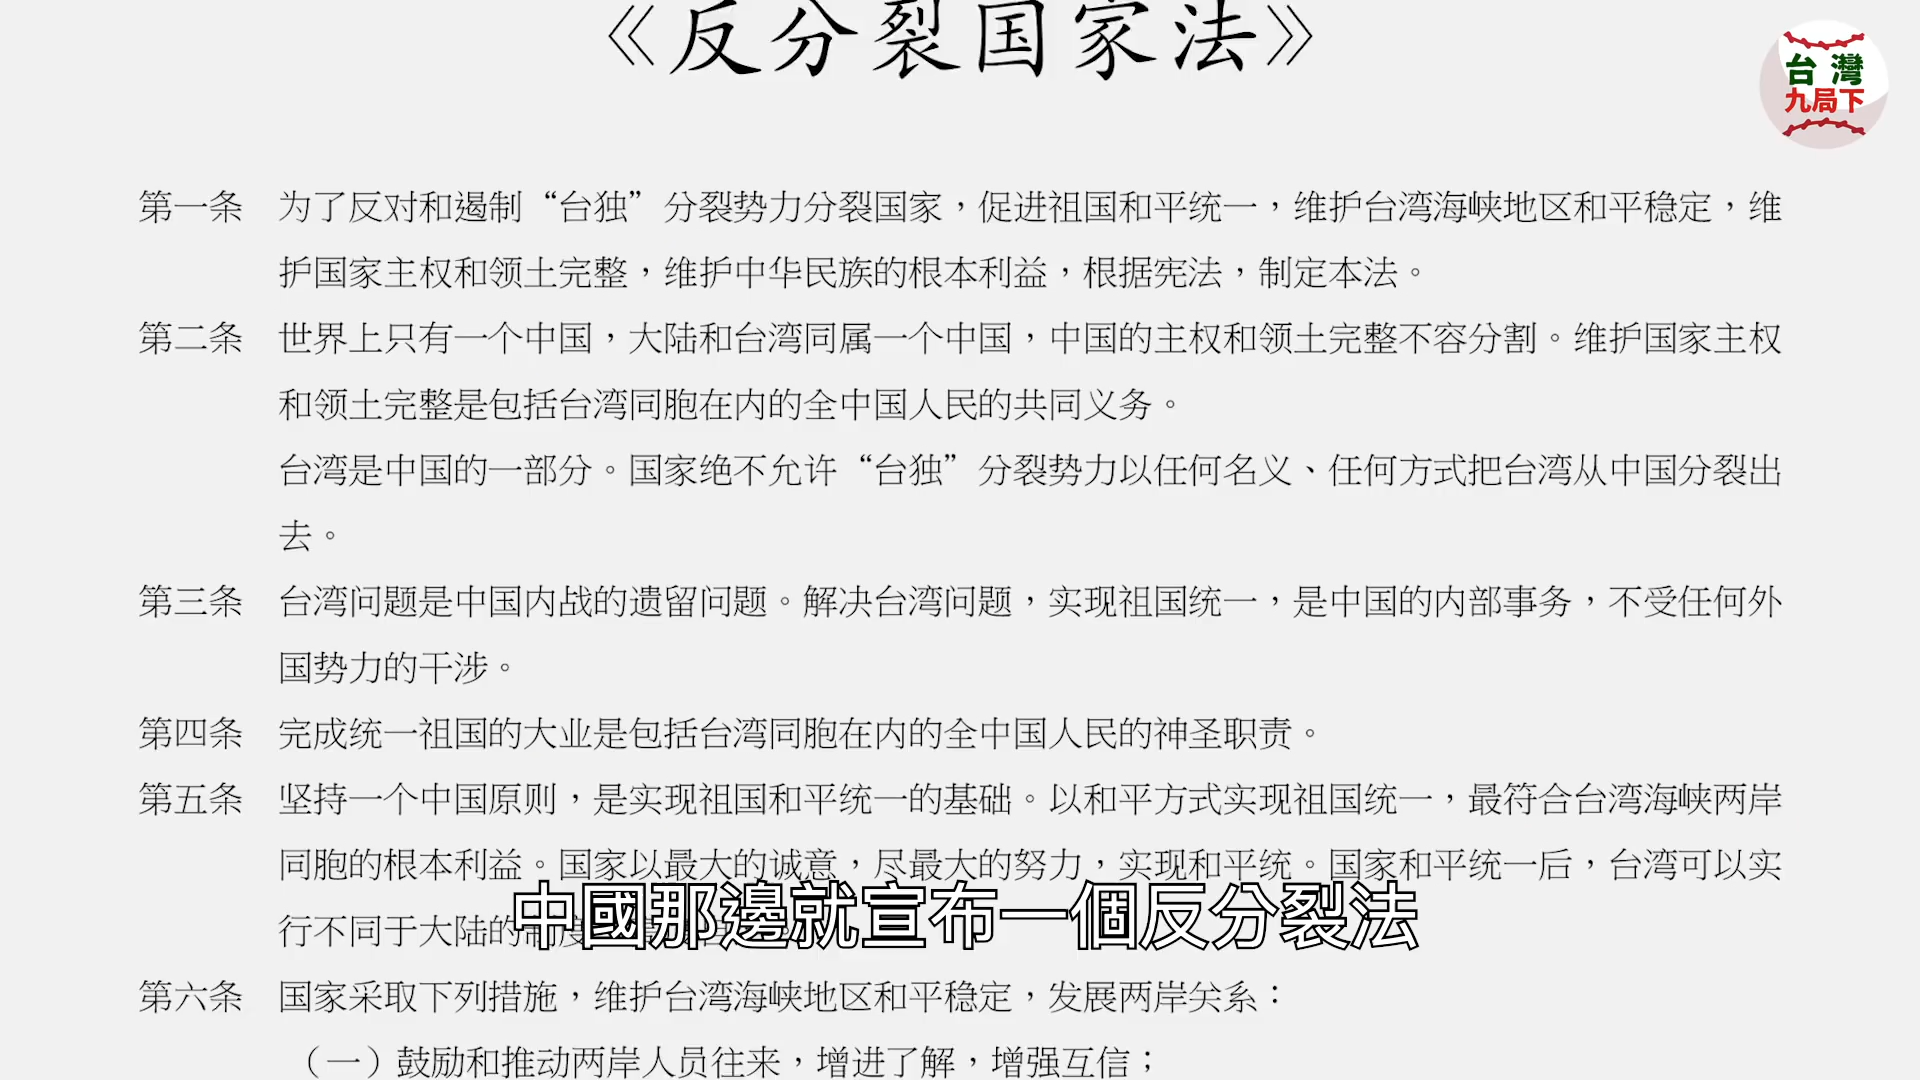 《反分裂国家法》
台灣
九局下
第一条 为了反对和遏制“台独”分裂势力分裂国家，促进祖国和平统一，维护台湾海峡地区和平稳定，维
护国家主权和领土完整，维护中华民族的根本利益，根据宪法，制定本法。
第二条 世界上只有一个中国，大陆和台湾同属一个中国，中国的主权和领土完整不容分割。维护国家主权
和领土完整是包括台湾同胞在内的全中国人民的共同义务。
台湾是中国的一部分。国家绝不允许“台独”分裂势力以任何名义、任何方式把台湾从中国分裂出
去。
第三条 台湾问题是中国内战的遗留问题。解决台湾问题，实现祖国统一，是中国的内部事务，不受任何外
国势力的干涉。
第四条 完成统一祖国的大业是包括台湾同胞在内的全中国人民的神圣职责。
第五条 坚持一个中国原则，是实现祖国和平统一的基础。以和平方式实现祖国统一，最符合台湾海峡两岸
同胞的根本利益。国家以最大的诚意，尽最大的努力，实现和平统。国家和平统一后，台湾可以实
行不同于大陆的制度
中國那邊就宣布一個反分裂法
第六条 国家采取下列措施，维护台湾海峡地区和平稳定，发展两岸关系：
（一）鼓励和推动两岸人员往来，增进了解，增强互信；